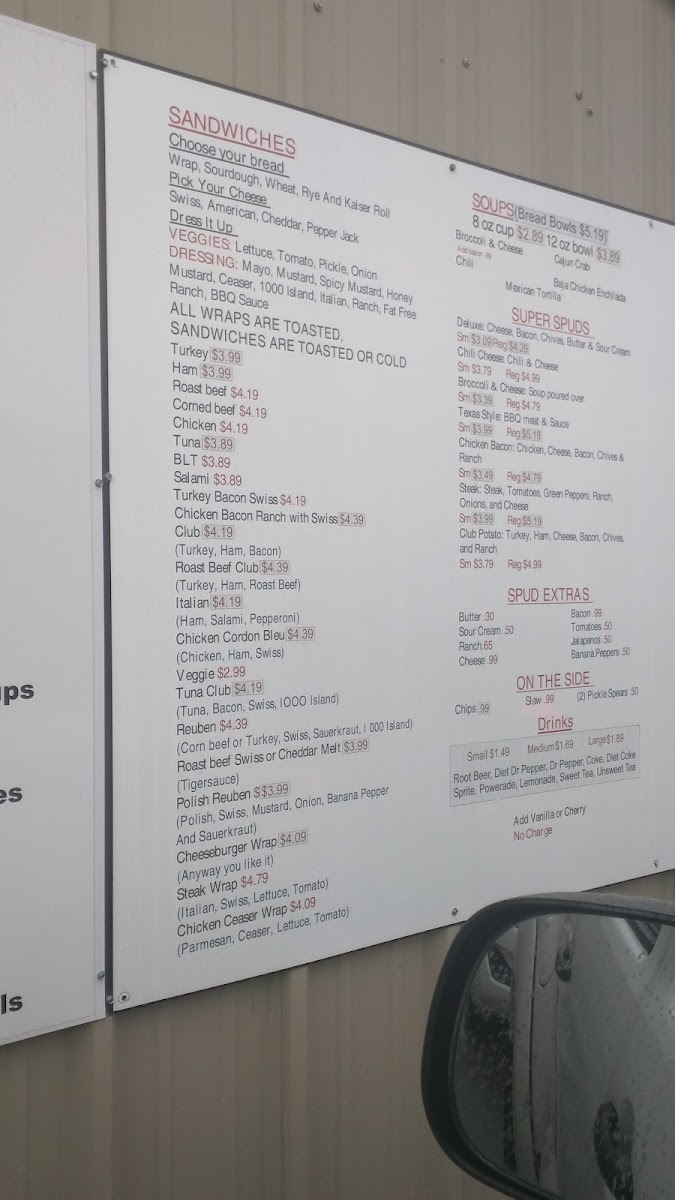 ups
es
ls
SANDWICHES
Choose your bread
Wrap, Sourdough, Wheat, Rye And Kaiser Roll
Pick Your Cheese
Swiss, American, Cheddar, Pepper Jack
Dress It Up
VEGGIES: Lettuce, Tomato, Pickle, Onion
DRESSING: Mayo, Mustard, Spicy Mustard, Honey
Mustard, Ceaser, 1000 Island, Italian, Ranch, Fat Free
Ranch, BBQ Sauce
ALL WRAPS ARE TOASTED,
SANDWICHES ARE TOASTED OR COLD
Turkey $3.99
Ham $3.99
Roast beef $4.19
Corned beef $4.19
Chicken $4.19
Tuna $3.89
BLT $3.89
Salami $3.89
Turkey Bacon Swiss $4.19
Chicken Bacon Ranch with Swiss $4.39
Club $4.19
(Turkey, Ham, Bacon)
Roast Beef Club $4.39
(Turkey, Ham, Roast Beef)
Italian $4.19
(Ham, Salami, Pepperoni)
Chicken Cordon Bleu $4.39
(Chicken, Ham, Swiss)
Veggie $2.99
Tuna Club $4.19
(Tuna, Bacon, Swiss, 1OOO Island)
Reuben $4.39
(Corn beef or Turkey, Swiss, Sauerkraut, 1 000 Island)
Roast beef Swiss or Cheddar Melt $3.99
(Tigersauce)
Polish Reuben $$3.99
(Polish, Swiss, Mustard, Onion, Banana Pepper
And Sauerkraut)
Cheeseburger Wrap $4.09
(Anyway you like it)
Steak Wrap $4.79
(Italian, Swiss, Lettuce, Tomato)
Chicken Ceaser Wrap $4.09
(Parmesan, Ceaser, Lettuce, Tomato)
SOUPS(Bread Bowls $5.19)
8 oz cup $2.89 12 oz bowl $3.89
Broccoli & Cheese Cajun Crab
Add bacon .99
Chili Baja Chicken Enchilada
Mexican Tortilla
SUPER SPUDS
Deluxe: Cheese, Bacon, Chives, Butter & Sour Cream
Sm $3.09 Reg $4.29
Chili Cheese: Chili & Cheese
Sm $3.79 Reg $4.99
Broccoli & Cheese: Soup poured over
Sm $3.39 Reg $4.79
Texas Style: BBQ meat & Sauce
Sm $3.99 Reg $5.19
Chicken Bacon: Chicken, Cheese, Bacon, Chives &
Ranch
Sm $3.49 Reg $4.79
Steak: Steak, Tomatoes, Green Peppers, Ranch,
Onions, and Cheese
Sm $3.99 Reg $5.19
Club Potato: Turkey, Ham, Cheese, Bacon, Chives,
and Ranch
Sm $3.79 Reg $4.99
SPUD EXTRAS
Butter .30 Bacon .99
Sour Cream .50 Tomatoes .50
Ranch.65 Jalapenos .50
Cheese .99 Banana Peppers .50
ON THE SIDE
Chips .99 Slaw .99 (2) Pickle Spears .50
Drinks
Small $1.49 Medium $1.69 Large $1.89
Root Beer, Diet Dr Pepper, Dr Pepper, Coke, Diet Coke
Sprite, Powerade, Lemonade, Sweet Tea, Unsweet Tea
Add Vanilla or Cherry
No Charge